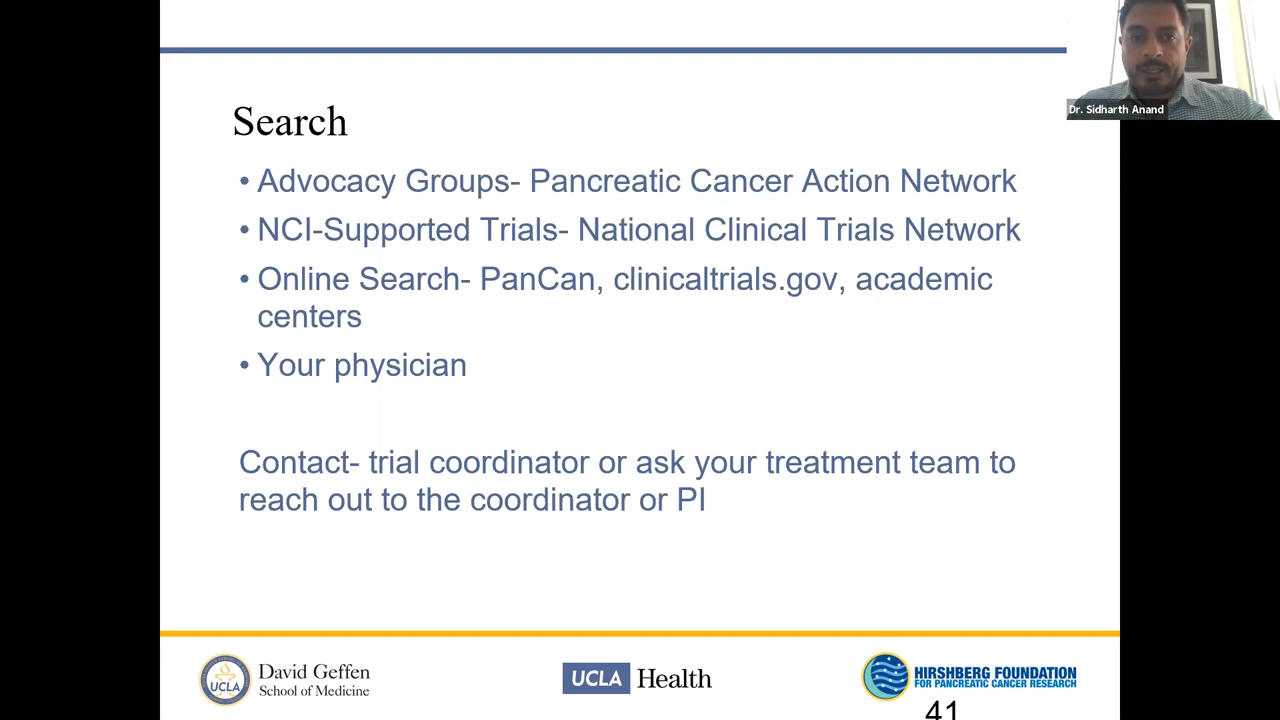 Dr. Sidharth Anand
Search
• Advocacy Groups- Pancreatic Cancer Action Network
• NCI-Supported Trials- National Clinical Trials Network
• Online Search- PanCan, clinicaltrials.gov, academic
centers
• Your physician
Contact- trial coordinator or ask your treatment team to
reach out to the coordinator or PI
UCLA
David Geffen
School of Medicine
UCLA Health
HIRSHBERG FOUNDATION
FOR PANCREATIC CANCER RESEARCH
41